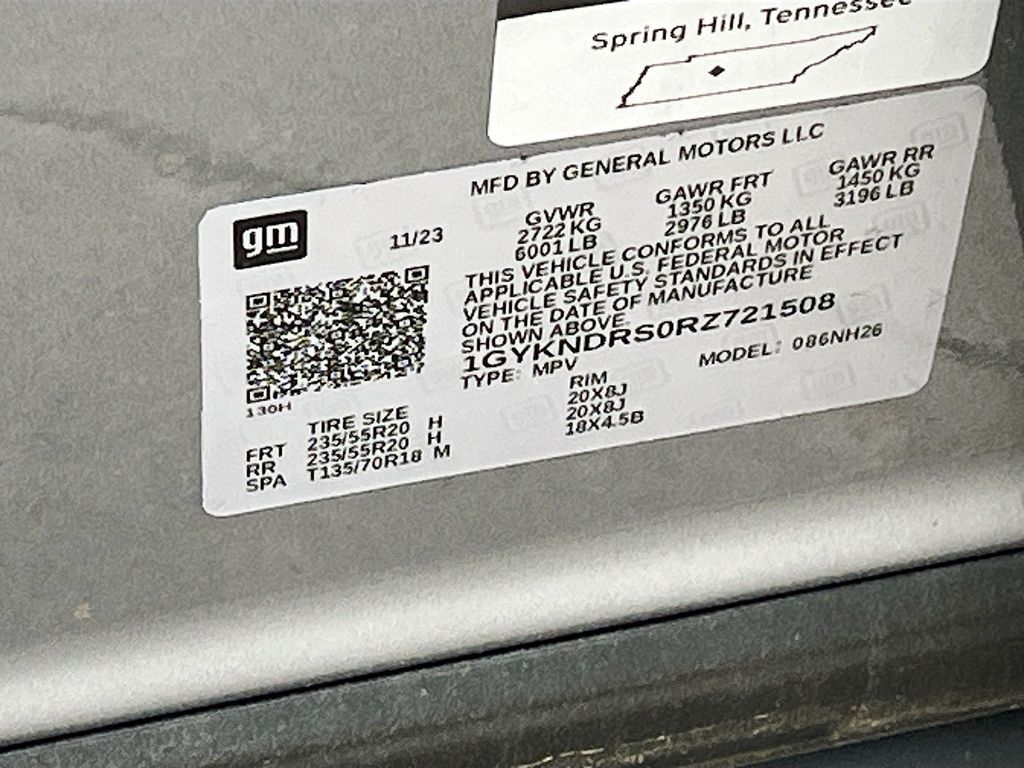 Spring Hill, Tennessee
MFD BY GENERAL MOTORS LLC
gm
11/23
GVWR GAWR FRT GAWR RR
2722 KG 1350 KG 1450 KG
6001 LB 2976 LB 3196 LB
THIS VEHICLE CONFORMS TO ALL
APPLICABLE U.S. FEDERAL MOTOR
VEHICLE SAFETY STANDARDS IN EFFECT
ON THE DATE OF MANUFACTURE
SHOWN ABOVE
1GYKNDRS0RZ721508
TYPE: MPV MODEL: 086NH26
130H
TIRE SIZE RIM
FRT 235/55R20 H 20X8J
RR 235/55R20 H 20X8J
SPA T135/70R18 M 18X4.5B